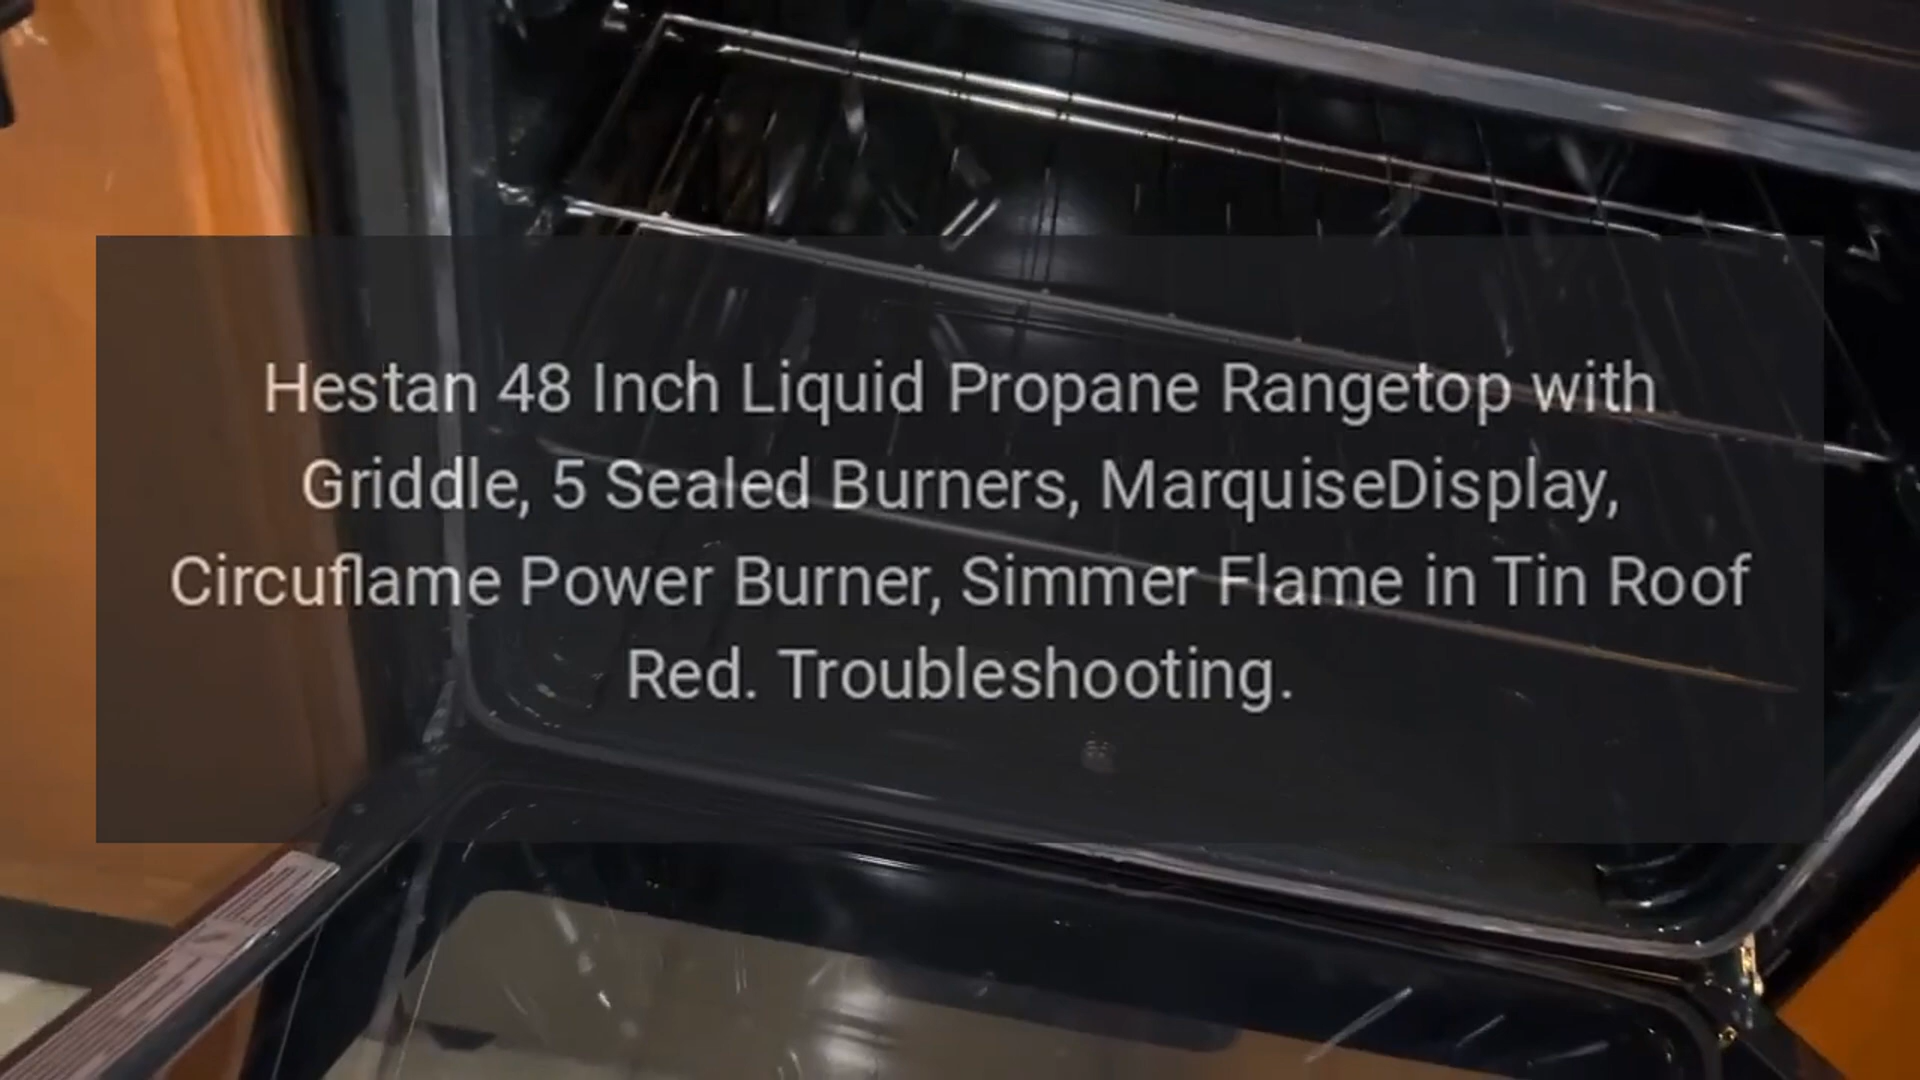 Hestan 48 Inch Liquid Propane Rangetop with
Griddle, 5 Sealed Burners, MarquiseDisplay,
Circuflame Power Burner, Simmer Flame in Tin Roof
Red. Troubleshooting.